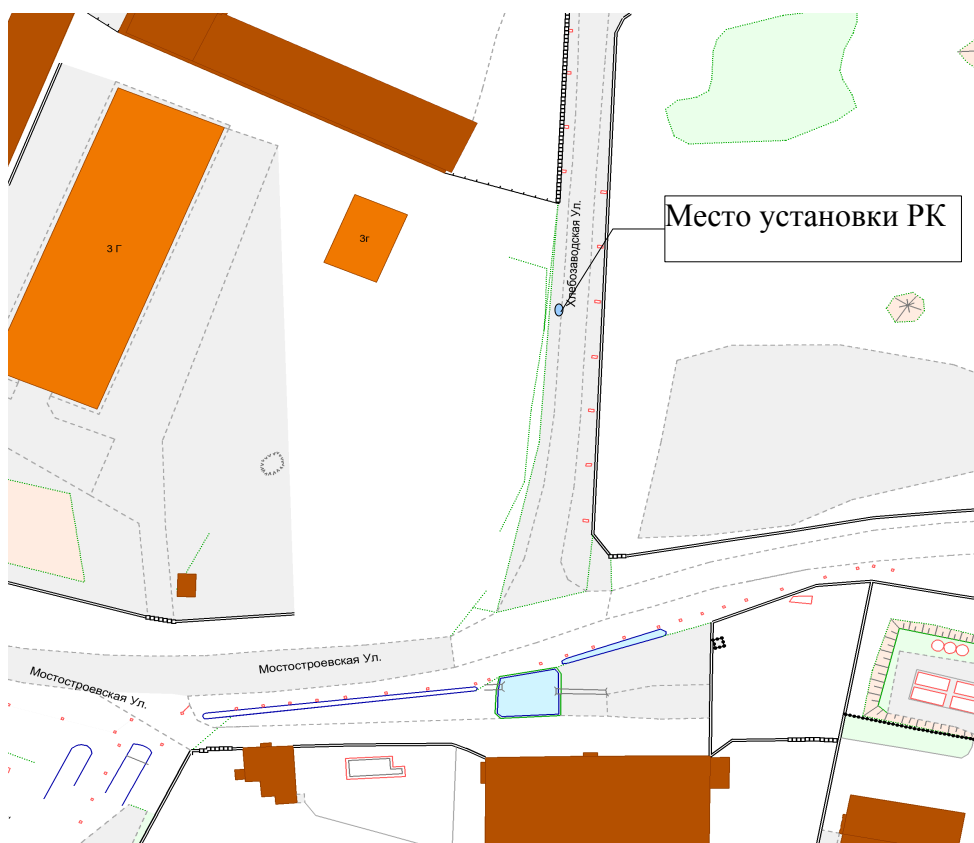 Место установки РК
Хлебозаводская Ул.
3 Г
3г
Мостостроевская Ул.
Мостостроевская Ул.